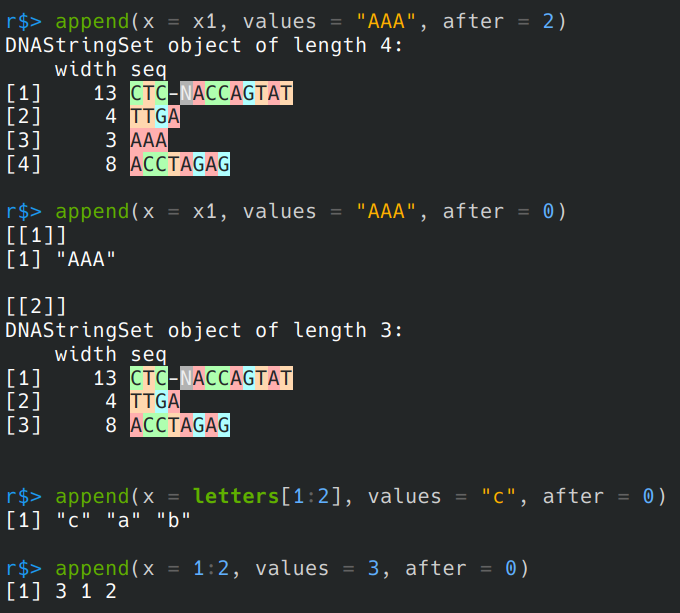 r$> append(x = x1, values = "AAA", after = 2)
DNAStringSet object of length 4:
    width seq
[1]    13 CTC-NACCAGTAT
[2]     4 TTGA
[3]     3 AAA
[4]     8 ACCTAGAG
r$> append(x = x1, values = "AAA", after = 0)
[[1]]
[1] "AAA"
[[2]]
DNAStringSet object of length 3:
    width seq
[1]    13 CTC-NACCAGTAT
[2]     4 TTGA
[3]     8 ACCTAGAG
r$> append(x = letters[1:2], values = "c", after = 0)
[1] "c" "a" "b"
r$> append(x = 1:2, values = 3, after = 0)
[1] 3 1 2